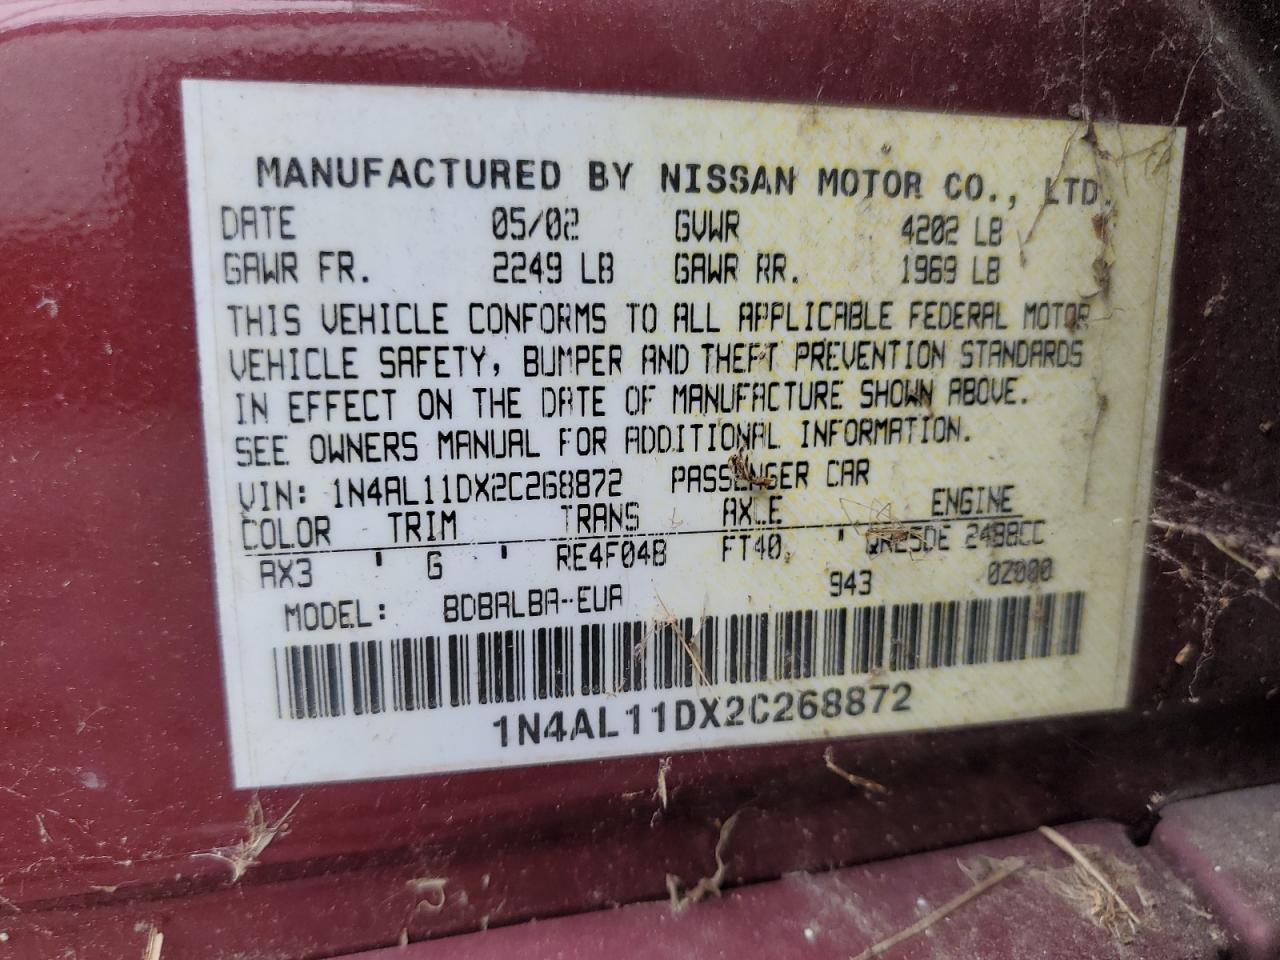 MANUFACTURED BY NISSAN MOTOR CO., LTD.
DATE 05/02 GVWR 4202 LB
GAWR FR. 2249 LB GAWR RR. 1969 LB
THIS VEHICLE CONFORMS TO ALL APPLICABLE FEDERAL MOTOR
VEHICLE SAFETY, BUMPER AND THEFT PREVENTION STANDARDS
IN EFFECT ON THE DATE OF MANUFACTURE SHOWN ABOVE.
SEE OWNERS MANUAL FOR ADDITIONAL INFORMATION.
VIN: 1N4AL11DX2C268872 PASSENGER CAR
COLOR TRIM TRANS AXLE ENGINE
AX3 ' G ' RE4F04B FT40 ' QR25DE 2488CC
MODEL: BDBALBA-EUA 943 02000
1N4AL11DX2C268872